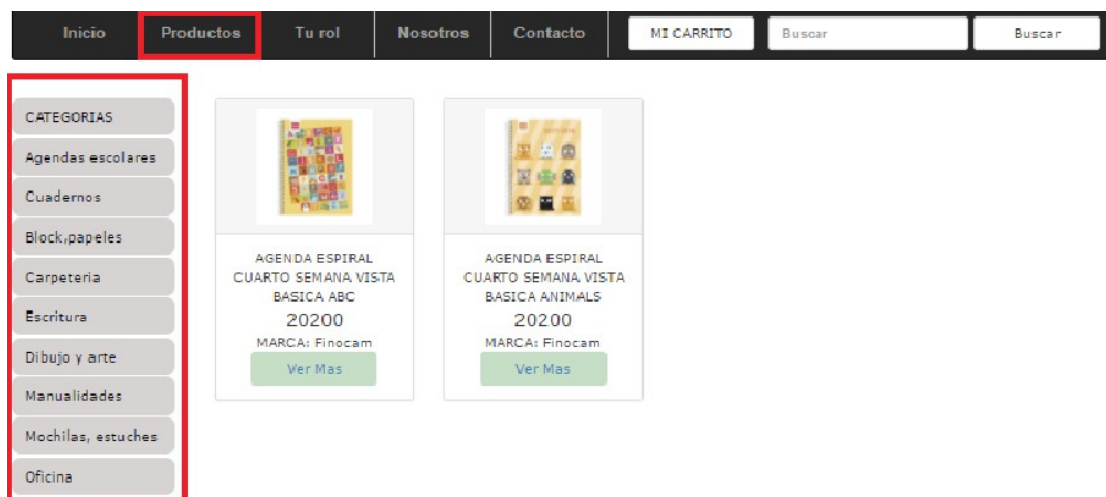 Inicio Productos Tu rol Nosotros Contacto MI CARRITO Buscar Buscar
CATEGORIAS
Agendas escolares
Cuadernos
Block,papeles
Carpeteria
Escritura
Dibujo y arte
Manualidades
Mochilas, estuches
Oficina
AGENDA ESPIRAL
CUARTO SEMANA VISTA
BASICA ABC
20200
MARCA: Finocam
Ver Mas
AGENDA ESPIRAL
CUARTO SEMANA VISTA
BASICA ANIMALS
20200
MARCA: Finocam
Ver Mas